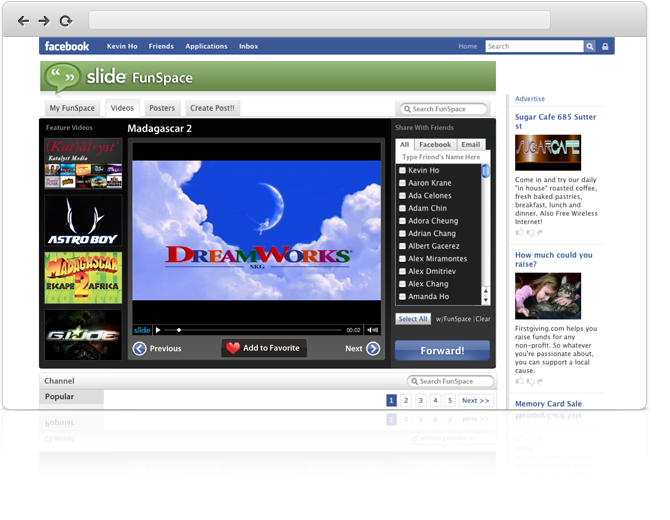 facebook Kevin Ho Friends Applications Inbox Home Search
slide FunSpace
My FunSpace Videos Posters Create Post!! Search FunSpace
Feature Videos
Madagascar 2
Share With Friends
(Kat)al•yst)
Katalyst Media
ASTRO BOY
MADAGASCAR
ESCAPE 2 AFRICA
G.I. JOE
DREAMWORKS
SKG
slide 00:02
Previous Add to Favorite Next
All Facebook Email
Type Friend's Name Here
Kevin Ho
Aaron Krane
Ada Celones
Adam Chin
Adora Cheung
Adrian Chang
Albert Gacerez
Alex Miramontes
Alex Dmitriev
Alex Chang
Amanda Ho
Select All w/FunSpace | Clear
Forward!
Channel Search FunSpace
Popular 1 2 3 4 5 Next >>
Advertise
Sugar Cafe 685 Sutter
st
SUGARCAFE
Come in and try our daily
"in house" roasted coffee,
fresh baked pastries,
breakfast, lunch and
dinner. Also Free Wireless
Internet!
How much could you
raise?
Firstgiving.com helps you
raise funds for any
non-profit. So whatever
you're passionate about,
you can support a local
cause.
Memory Card Sale